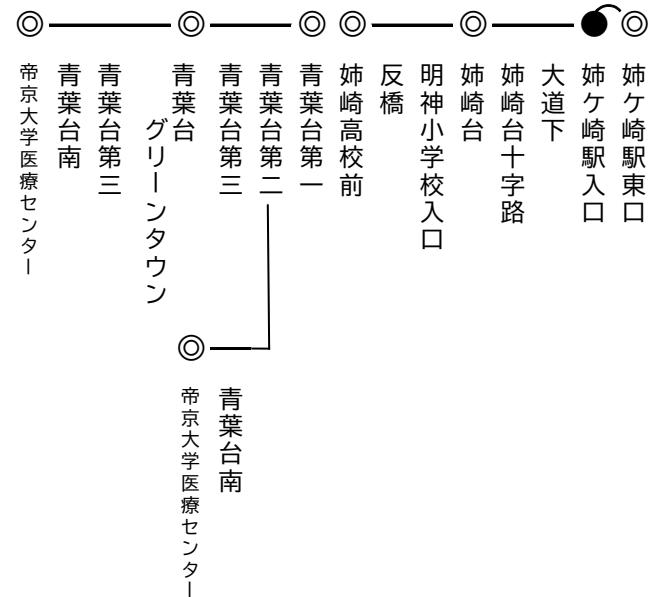 姉ケ崎駅東口
姉ケ崎駅入口
大道下
姉崎台十字路
姉崎台
明神小学校入口
反橋
姉崎高校前
青葉台第一
青葉台第二
青葉台第三
青葉台
グリーンタウン
青葉台第三
青葉台南
帝京大学医療センター
青葉台南
帝京大学医療センター